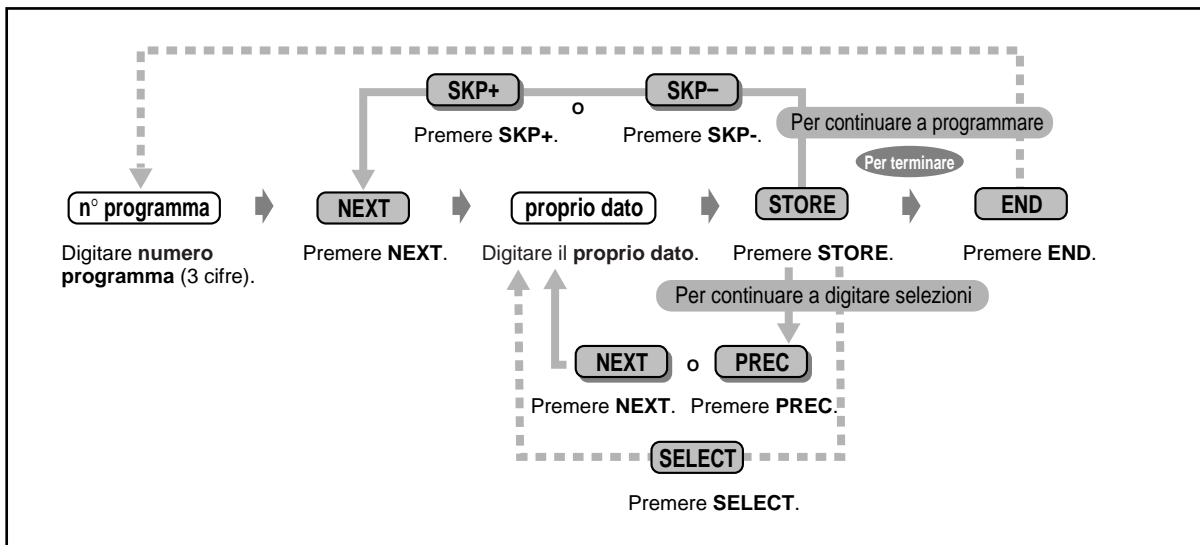 SKP+ o SKP–
Premere SKP+. Premere SKP-.
Per continuare a programmare
Per terminare
n° programma NEXT proprio dato STORE END
Digitare numero programma (3 cifre).
Premere NEXT.
Digitare il proprio dato.
Premere STORE.
Premere END.
Per continuare a digitare selezioni
NEXT o PREC
Premere NEXT. Premere PREC.
SELECT
Premere SELECT.